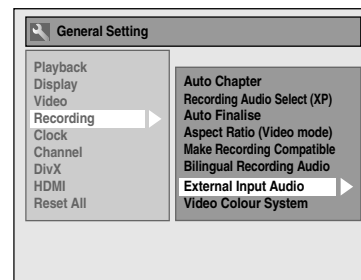 General Setting
Playback
Display
Video
Recording
Clock
Channel
DivX
HDMI
Reset All
Auto Chapter
Recording Audio Select (XP)
Auto Finalise
Aspect Ratio (Video mode)
Make Recording Compatible
Bilingual Recording Audio
External Input Audio
Video Colour System